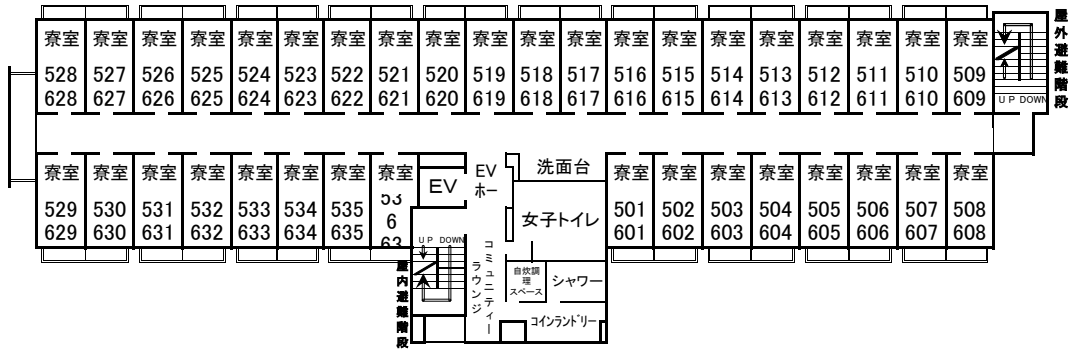 寮室 寮室 寮室 寮室 寮室 寮室 寮室 寮室 寮室 寮室 寮室 寮室 寮室 寮室 寮室 寮室 寮室 寮室 寮室 寮室
528 527 526 525 524 523 522 521 520 519 518 517 516 515 514 513 512 511 510 509
628 627 626 625 624 623 622 621 620 619 618 617 616 615 614 613 612 611 610 609
UP DOWN
屋外避難階段
寮室 寮室 寮室 寮室 寮室 寮室 寮室 寮室
529 530 531 532 533 534 535
629 630 631 632 633 634 635
6
EV
EV
ホー
洗面台
女子トイレ
寮室 寮室 寮室 寮室 寮室 寮室 寮室 寮室
501 502 503 504 505 506 507 508
601 602 603 604 605 606 607 608
UP DOWN
屋内避難階段
コミュニティー
ラウンジ
自炊調
理
スペース
シャワー
コインランドリー